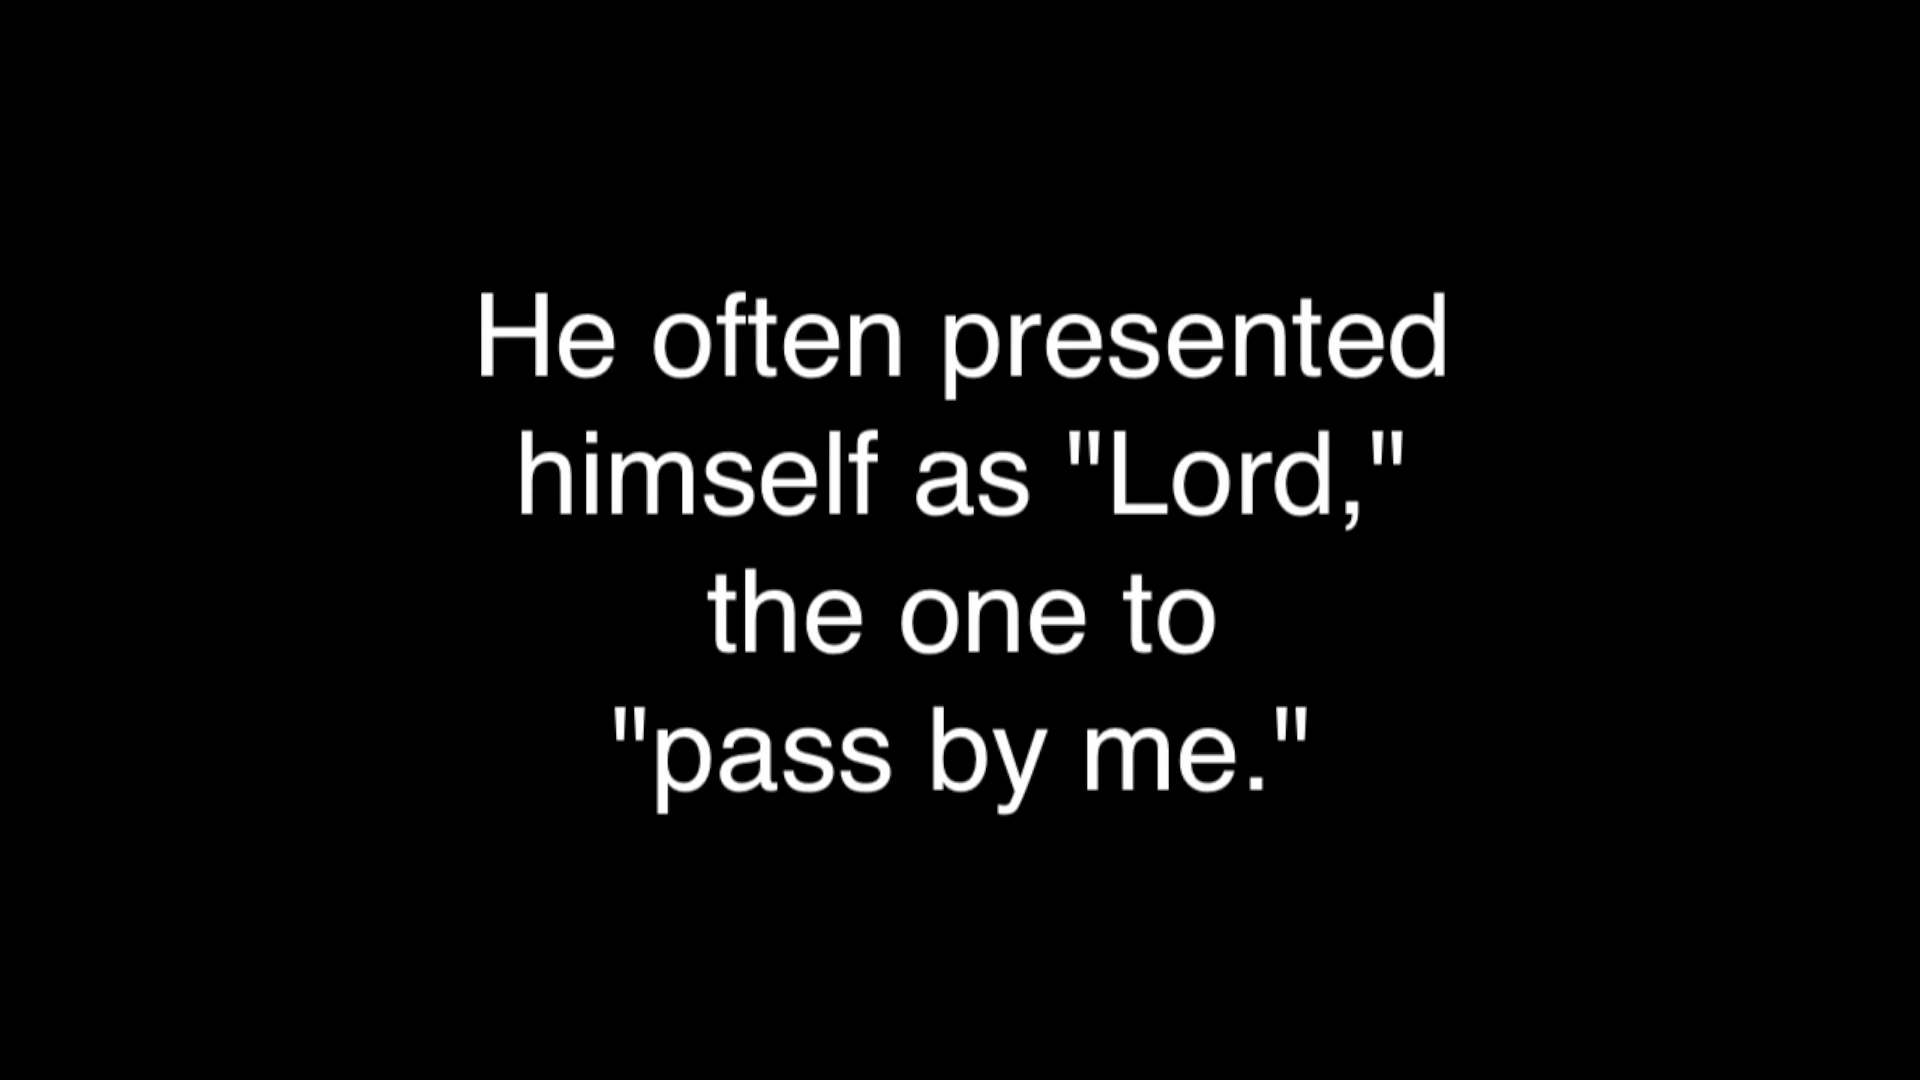 He often presented
himself as "Lord,"
the one to
"pass by me."